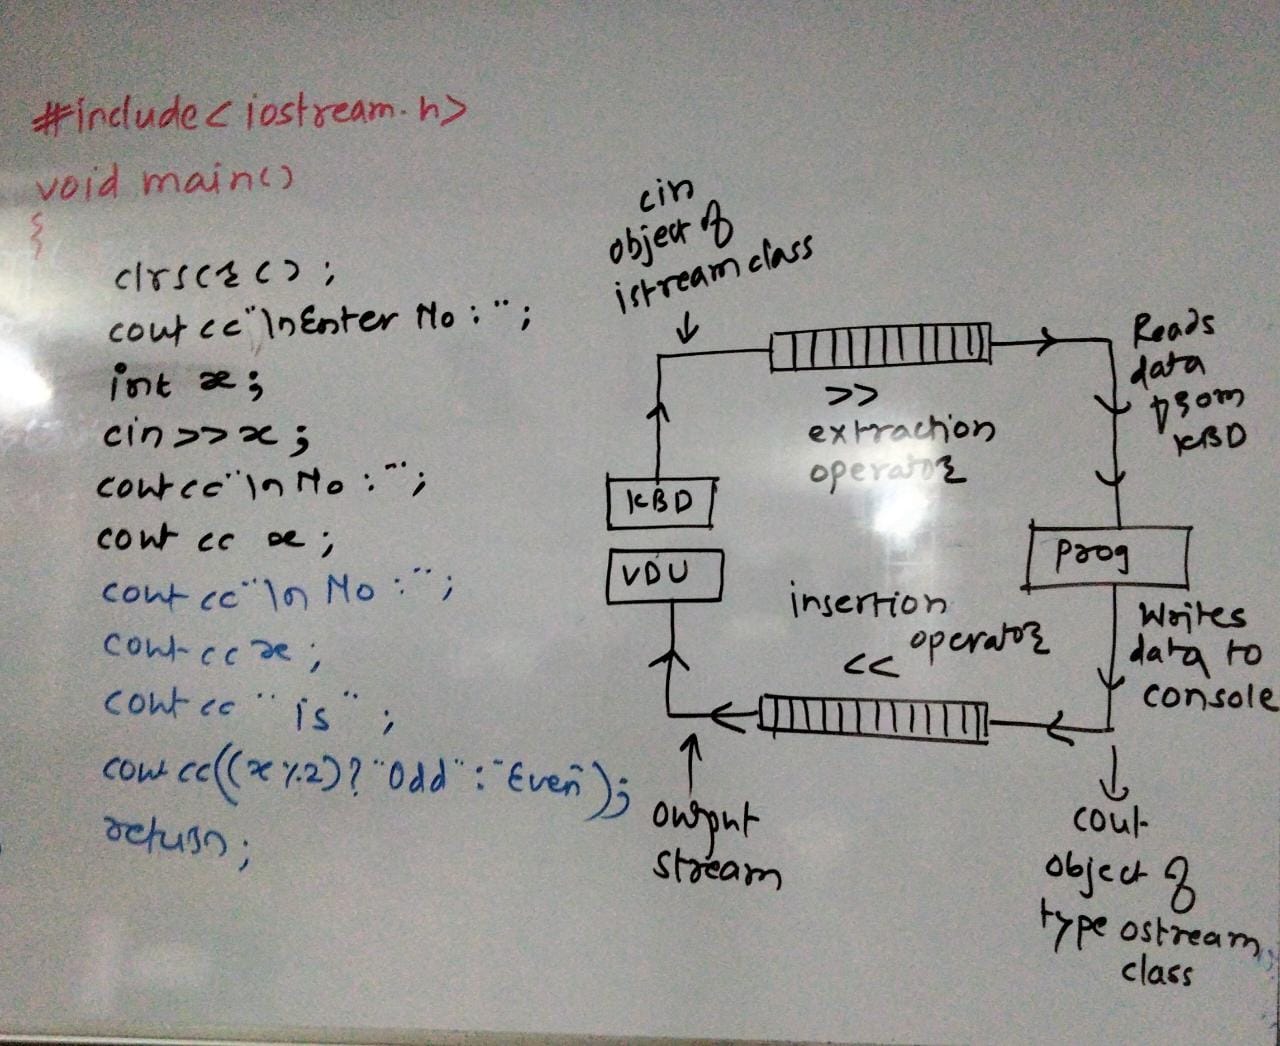 #include<iostream.h>
void main()
{
clrscr();
cout<<"\nEnter No:";
int x;
cin>>x;
cout<<"\n No:";
cout<<x;
cout<<"\n No:";
cout<<x;
cout<<" is ";
cout<<((x%2)?"Odd":"Even");
return;
cin
object of
istream class
>>
extraction
operator
Reads
data
from
KBD
KBD
VDU
Prog
insertion
operator
<<
Writes
data to
console
output
stream
cout
object of
type ostream
class